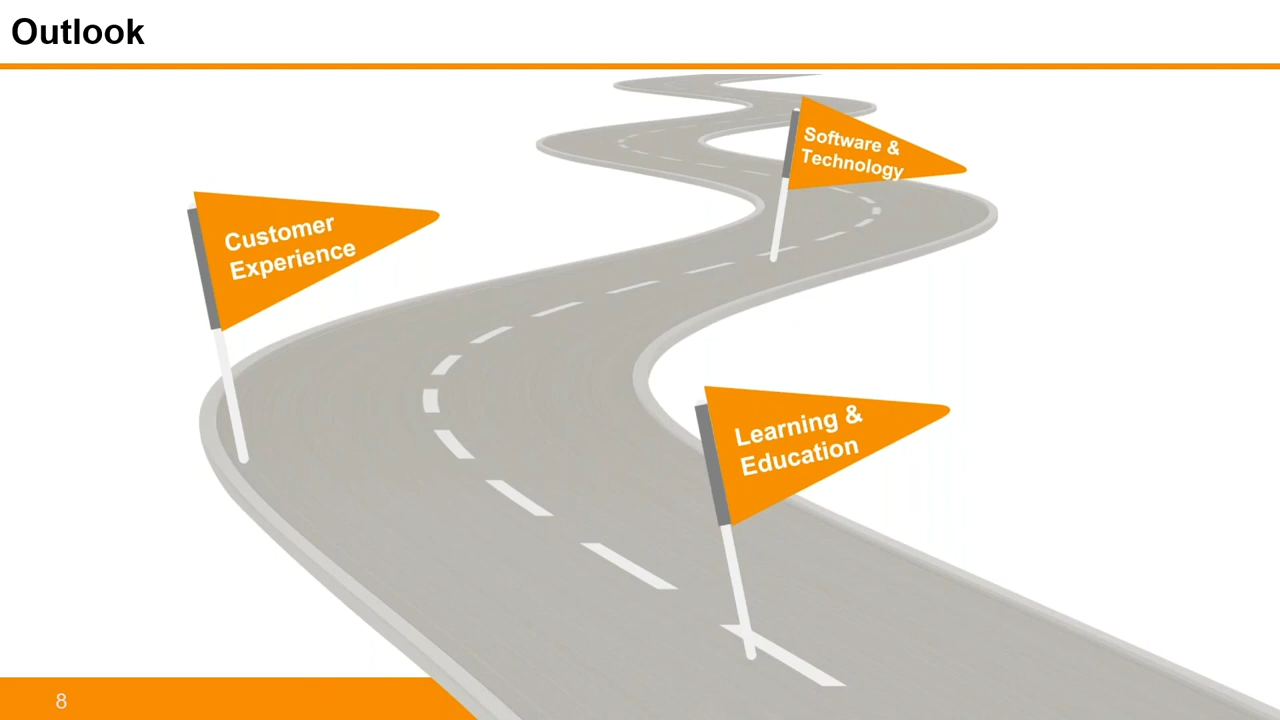 Outlook
Software &
Technology
Customer
Experience
Learning &
Education
8